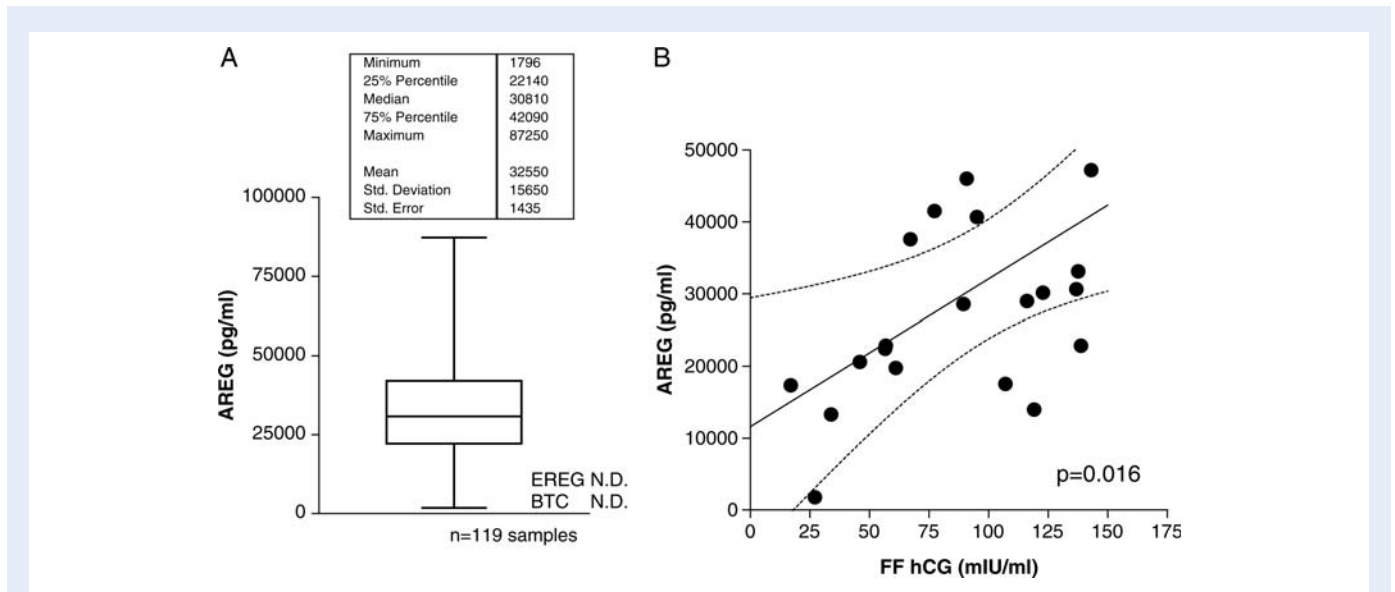 A
Minimum 1796
25% Percentile 22140
Median 30810
75% Percentile 42090
Maximum 87250
Mean 32550
Std. Deviation 15650
Std. Error 1435
100000
75000
50000
25000
0
AREG (pg/ml)
EREG N.D.
BTC N.D.
n=119 samples
B
50000
40000
30000
20000
10000
0
AREG (pg/ml)
p=0.016
0 25 50 75 100 125 150 175
FF hCG (mIU/ml)